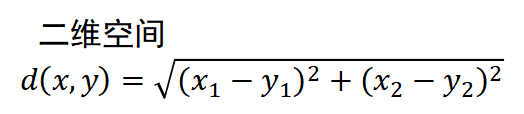 二维空间
d(x, y) = √((x₁ − y₁)² + (x₂ − y₂)²)